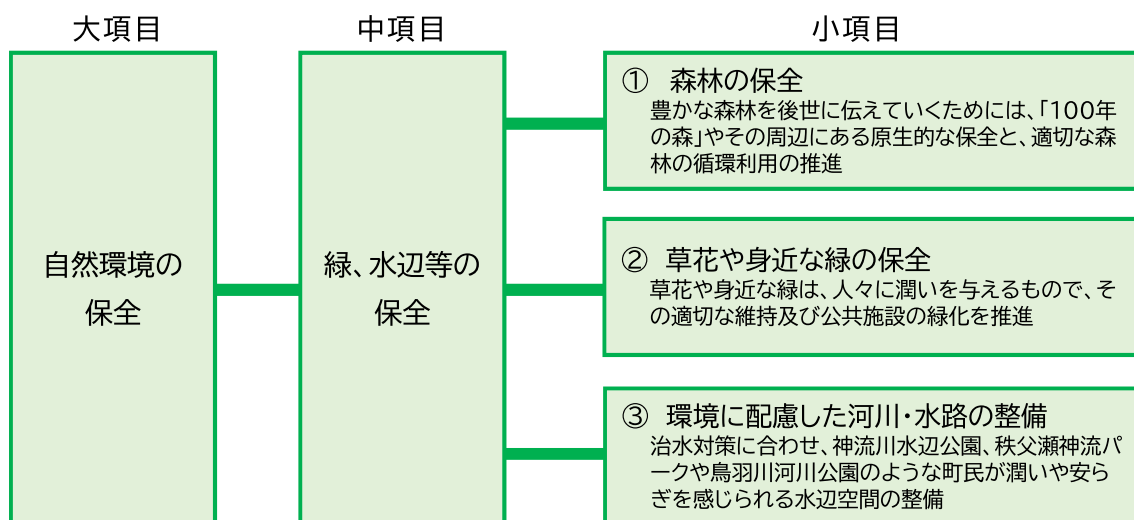 大項目
中項目
小項目
自然環境の
保全
緑、水辺等の
保全
① 森林の保全
豊かな森林を後世に伝えていくためには、「100年
の森」やその周辺にある原生的な保全と、適切な森
林の循環利用の推進
② 草花や身近な緑の保全
草花や身近な緑は、人々に潤いを与えるもので、そ
の適切な維持及び公共施設の緑化を推進
③ 環境に配慮した河川・水路の整備
治水対策に合わせ、神流川水辺公園、秩父瀬神流パ
ークや鳥羽川河川公園のような町民が潤いや安ら
ぎを感じられる水辺空間の整備